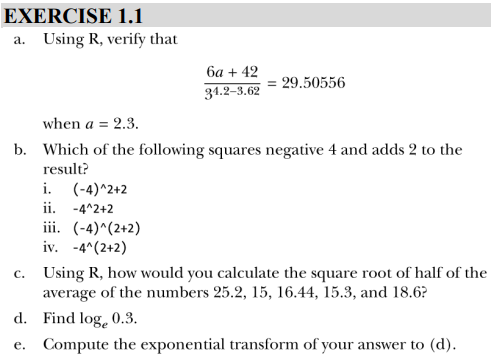 EXERCISE 1.1
a. Using R, verify that
6a + 42
3^4.2–3.62 = 29.50556
when a = 2.3.
b. Which of the following squares negative 4 and adds 2 to the
result?
i. (-4)^2+2
ii. -4^2+2
iii. (-4)^(2+2)
iv. -4^(2+2)
c. Using R, how would you calculate the square root of half of the
average of the numbers 25.2, 15, 16.44, 15.3, and 18.6?
d. Find logₑ 0.3.
e. Compute the exponential transform of your answer to (d).